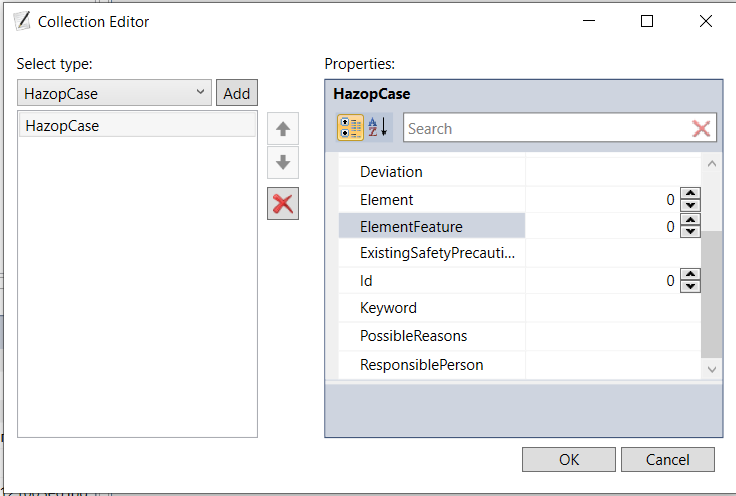 Collection Editor
Select type:
HazopCase
Add
HazopCase
Properties:
HazopCase
A
Z
Search
Deviation
Element 0
ElementFeature 0
ExistingSafetyPrecauti...
Id 0
Keyword
PossibleReasons
ResponsiblePerson
OK
Cancel